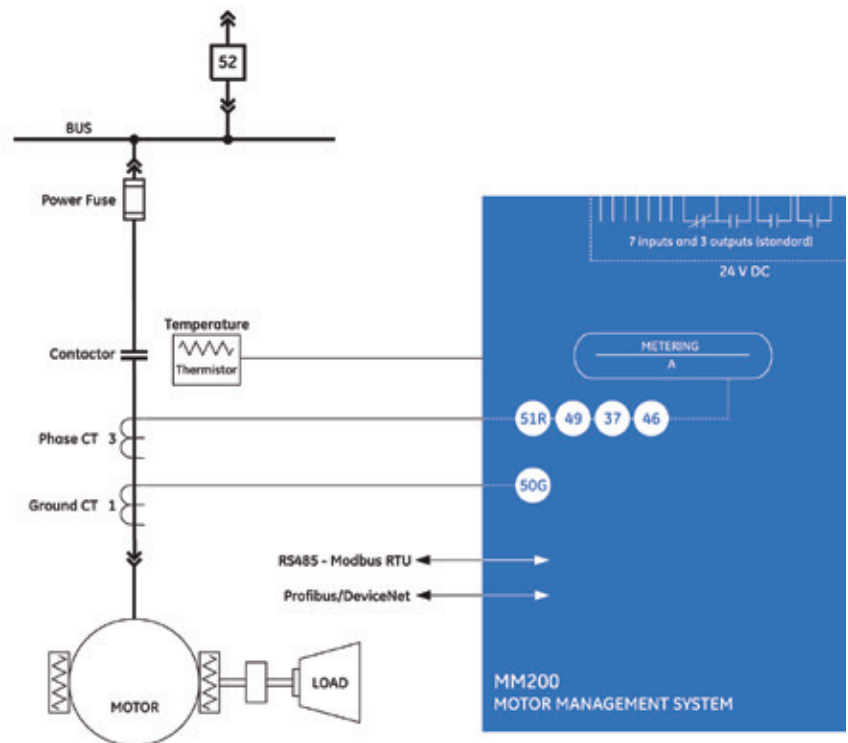 52
BUS
Power Fuse
7 inputs and 3 outputs (standard)
24 V DC
Temperature
Thermistor
Contactor
METERING
A
51R 49 37 46
Phase CT 3
50G
Ground CT 1
RS485 - Modbus RTU
Profibus/DeviceNet
MOTOR
LOAD
MM200
MOTOR MANAGEMENT SYSTEM